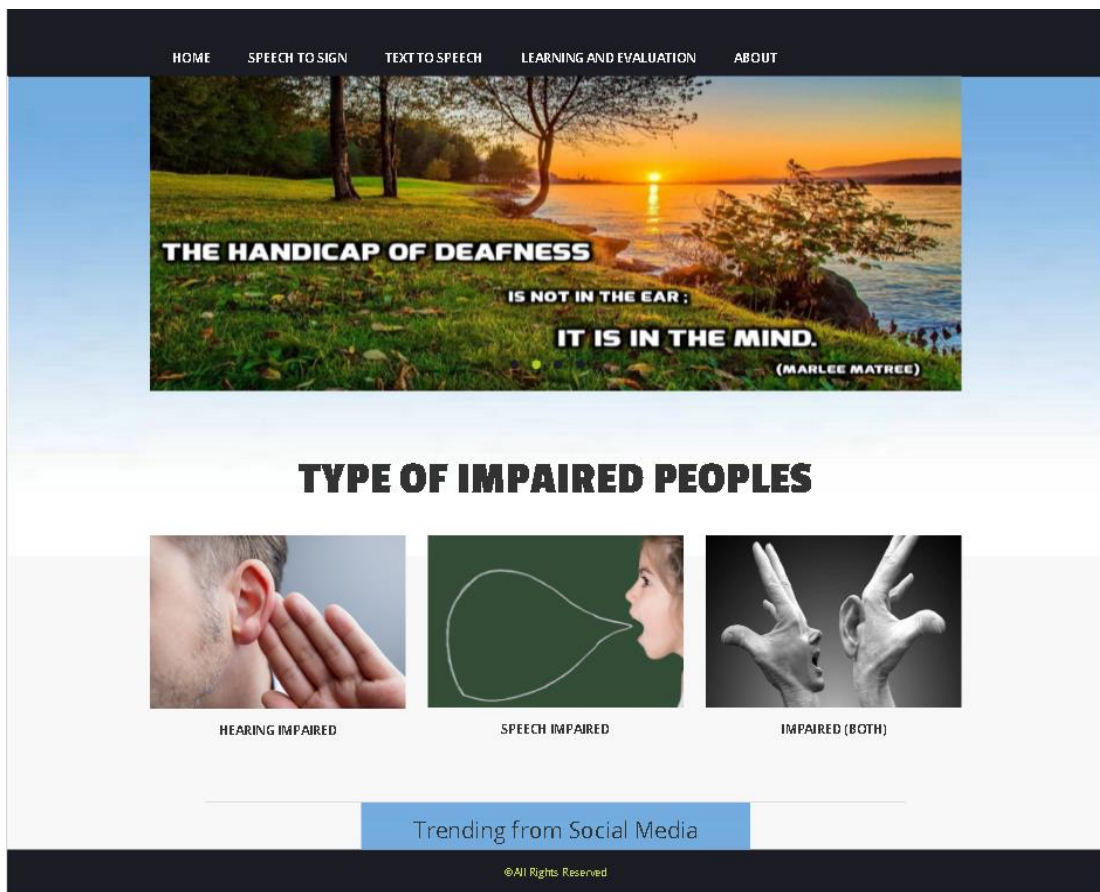 HOME SPEECH TO SIGN TEXT TO SPEECH LEARNING AND EVALUATION ABOUT
THE HANDICAP OF DEAFNESS
IS NOT IN THE EAR ;
IT IS IN THE MIND.
(MARLEE MATREE)
TYPE OF IMPAIRED PEOPLES
HEARING IMPAIRED SPEECH IMPAIRED IMPAIRED (BOTH)
Trending from Social Media
©All Rights Reserved